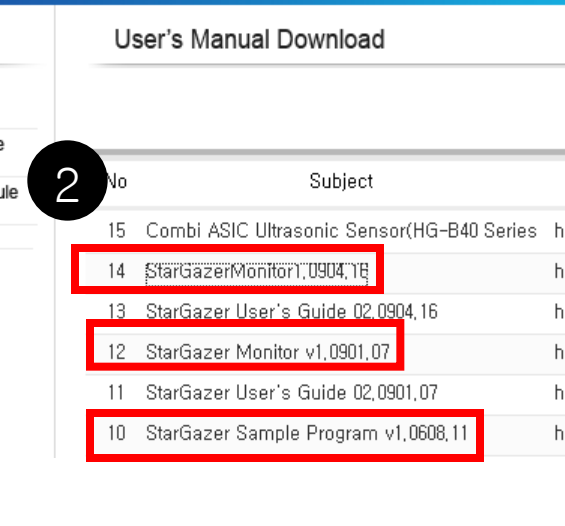 User's Manual Download
e
ule
2
No Subject
15 Combi ASIC Ultrasonic Sensor(HG-B40 Series h
14 StarGazerMonitor1,0904,16 h
13 StarGazer User's Guide 02,0904,16 h
12 StarGazer Monitor v1,0901,07 h
11 StarGazer User's Guide 02,0901,07 h
10 StarGazer Sample Program v1,0608,11 h